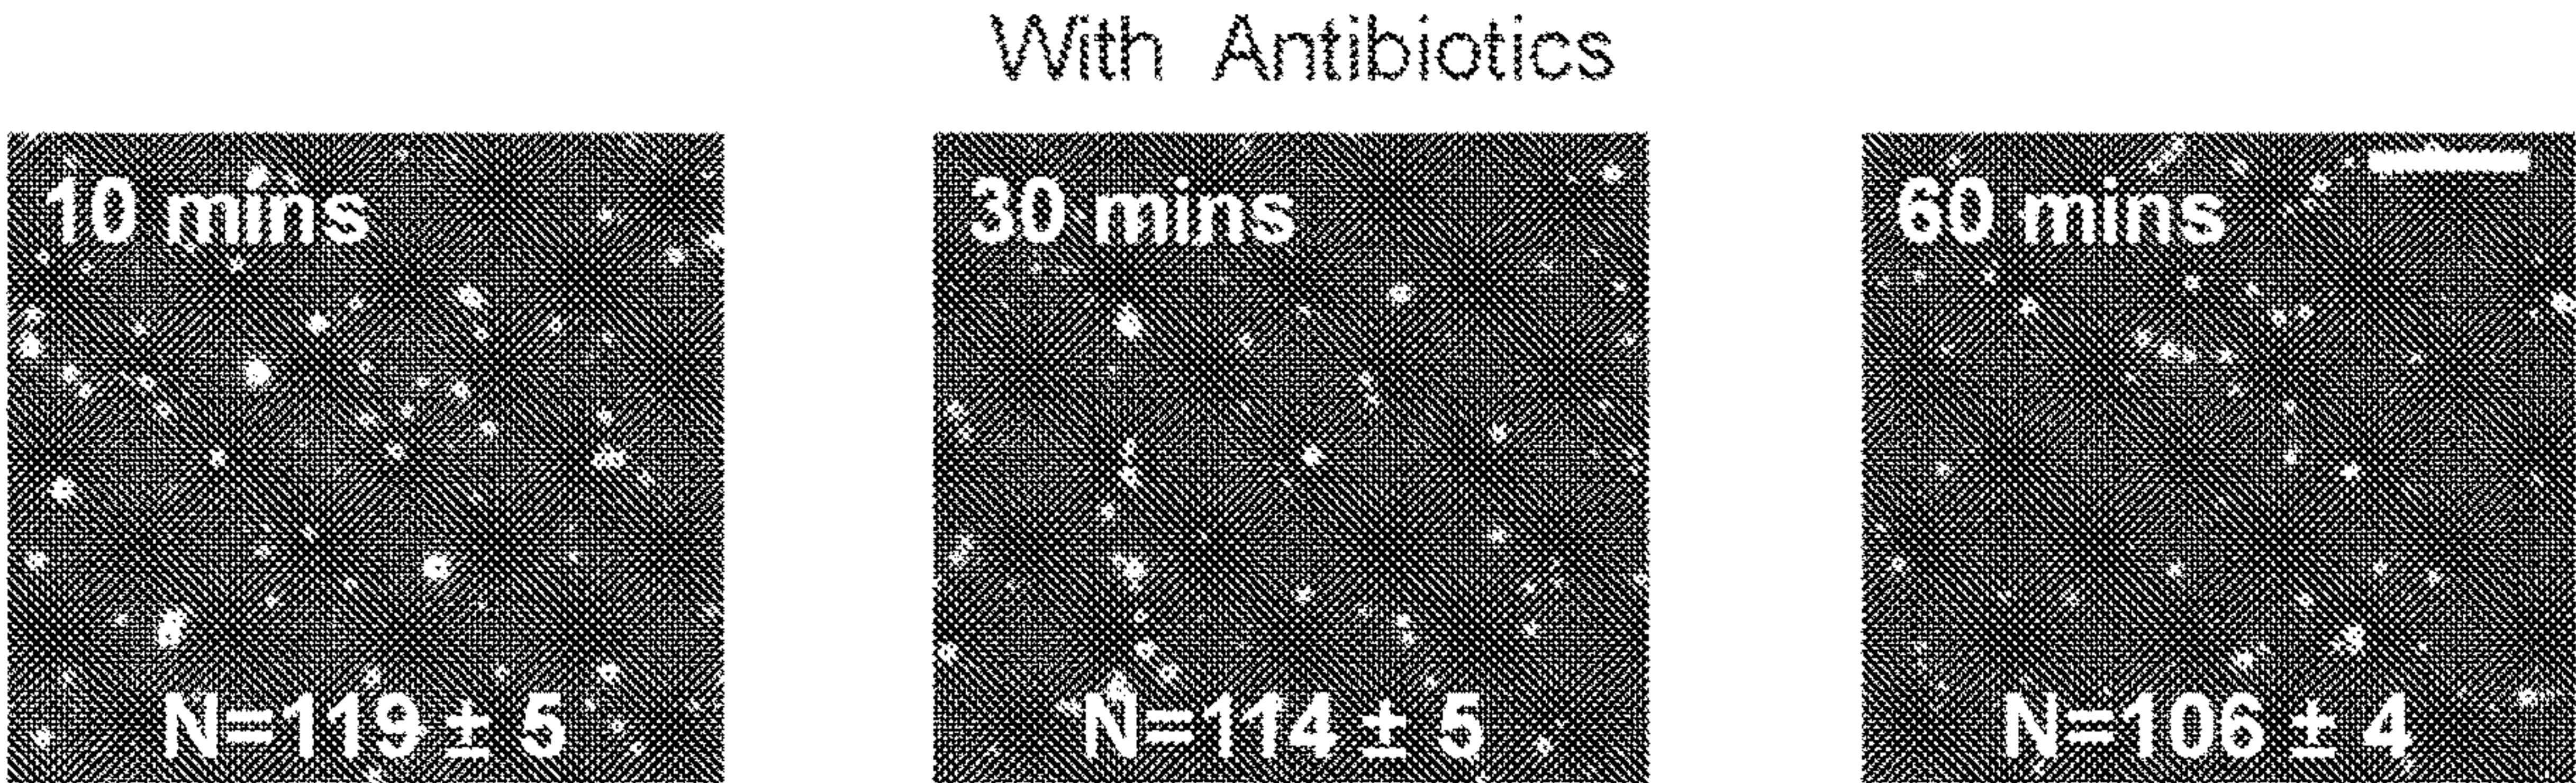 With Antibiotics
10 mins
30 mins
60 mins
N=119 ± 5
N=114 ± 5
N=106 ± 4